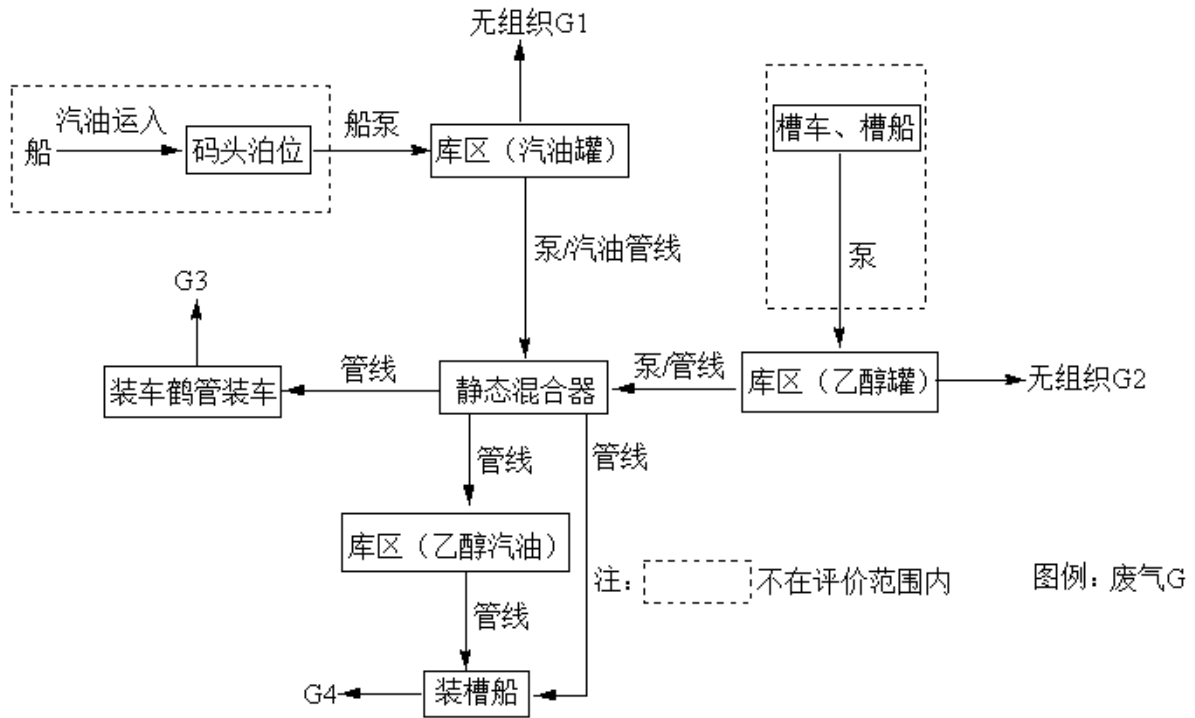 无组织G1
汽油运入
船
码头泊位
船泵
库区（汽油罐）
槽车、槽船
泵/汽油管线
泵
G3
装车鹤管装车
管线
静态混合器
泵/管线
库区（乙醇罐）
无组织G2
管线
管线
库区（乙醇汽油）
管线
注：
不在评价范围内
图例：废气G
G4
装槽船